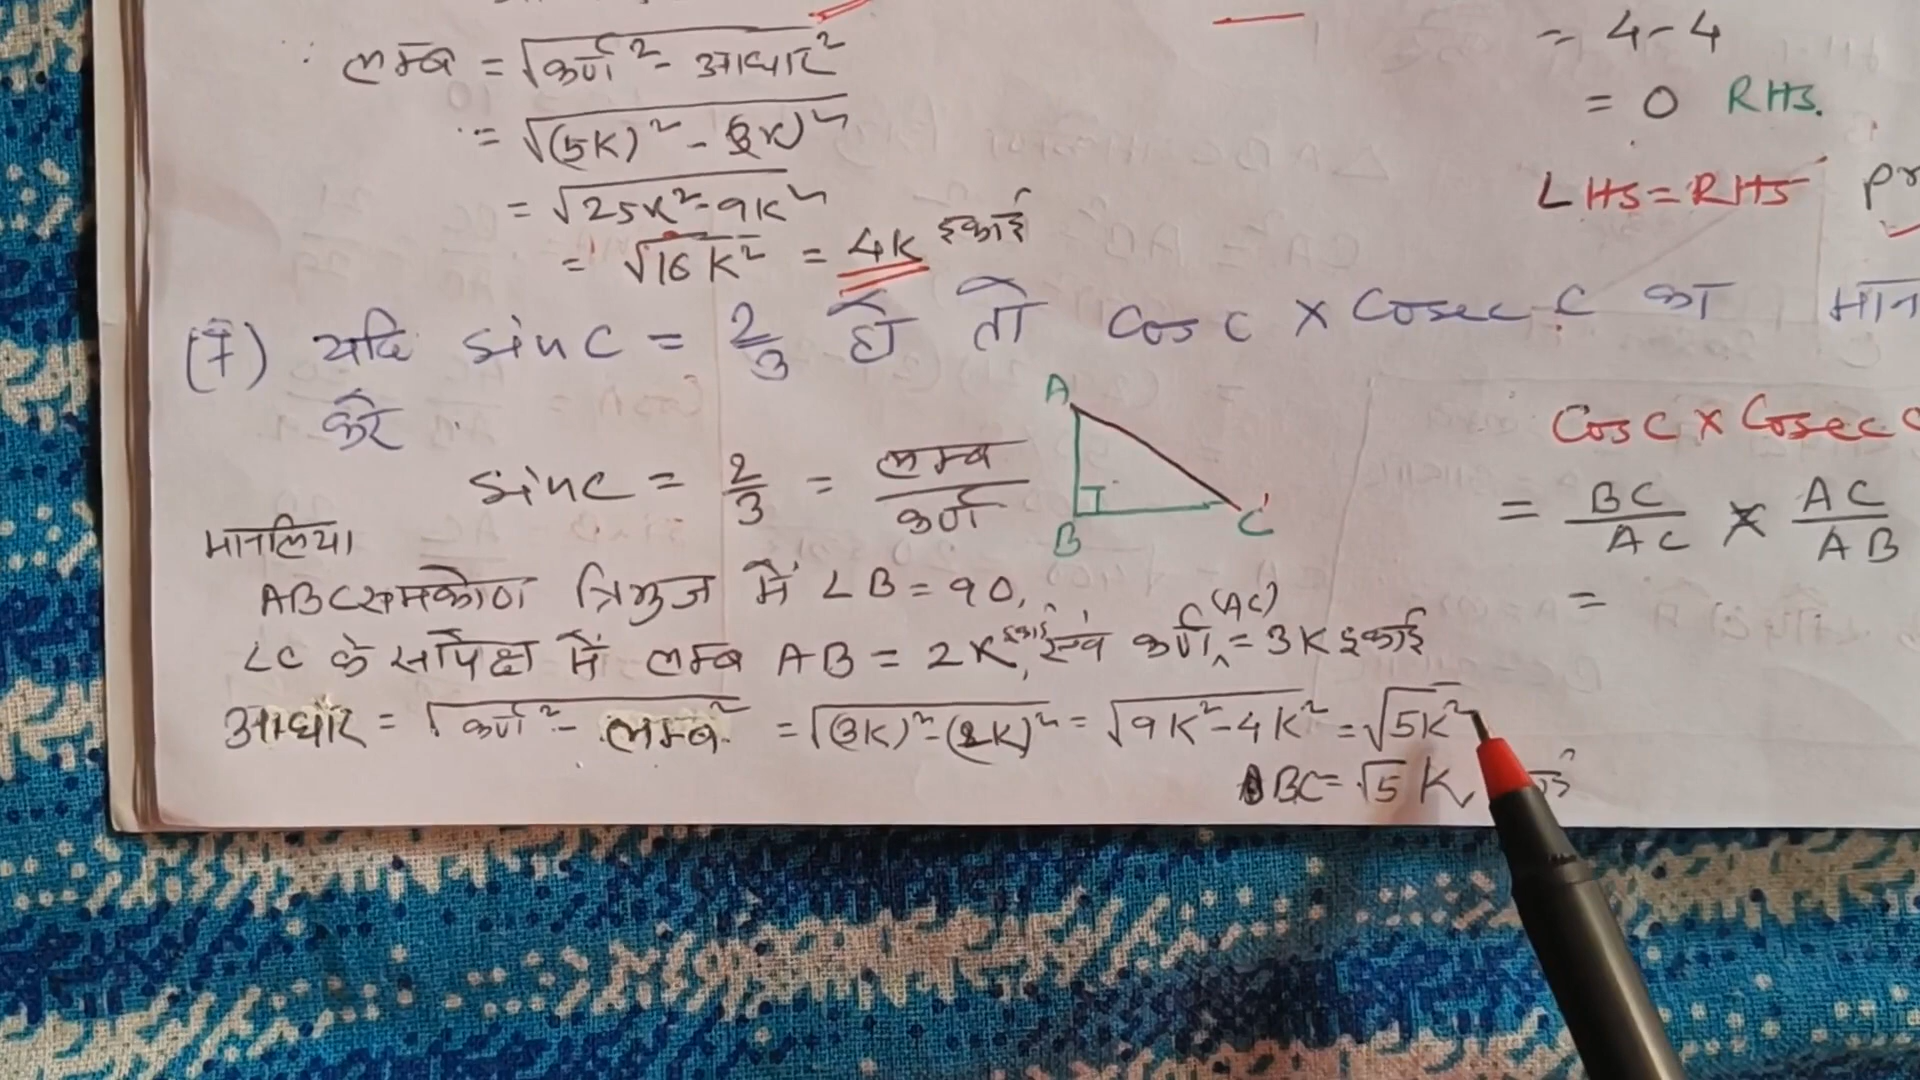 लम्ब = √कर्ण² - आधार²
= √(5K)² - (3K)²
= √25K² - 9K²
= √16K² = 4K इकाई
= 4-4
= 0 RHS.
LHS = RHS
(7) यदि sin C = 2/3 हो तो Cos C × Cosec C का मान
करे
sin C = 2/3 = लम्ब/कर्ण
A
B
C
मानलिया
ABC समकोण त्रिभुज में ∠B = 90,
∠C के सापेक्ष में लम्ब AB = 2K इकाई एवं कर्ण (AC) = 3K इकाई
आधार = √कर्ण² - लम्ब² = √(3K)² - (2K)² = √9K² - 4K² = √5K²
BC = √5 K
Cos C × Cosec C
= BC/AC × AC/AB
=